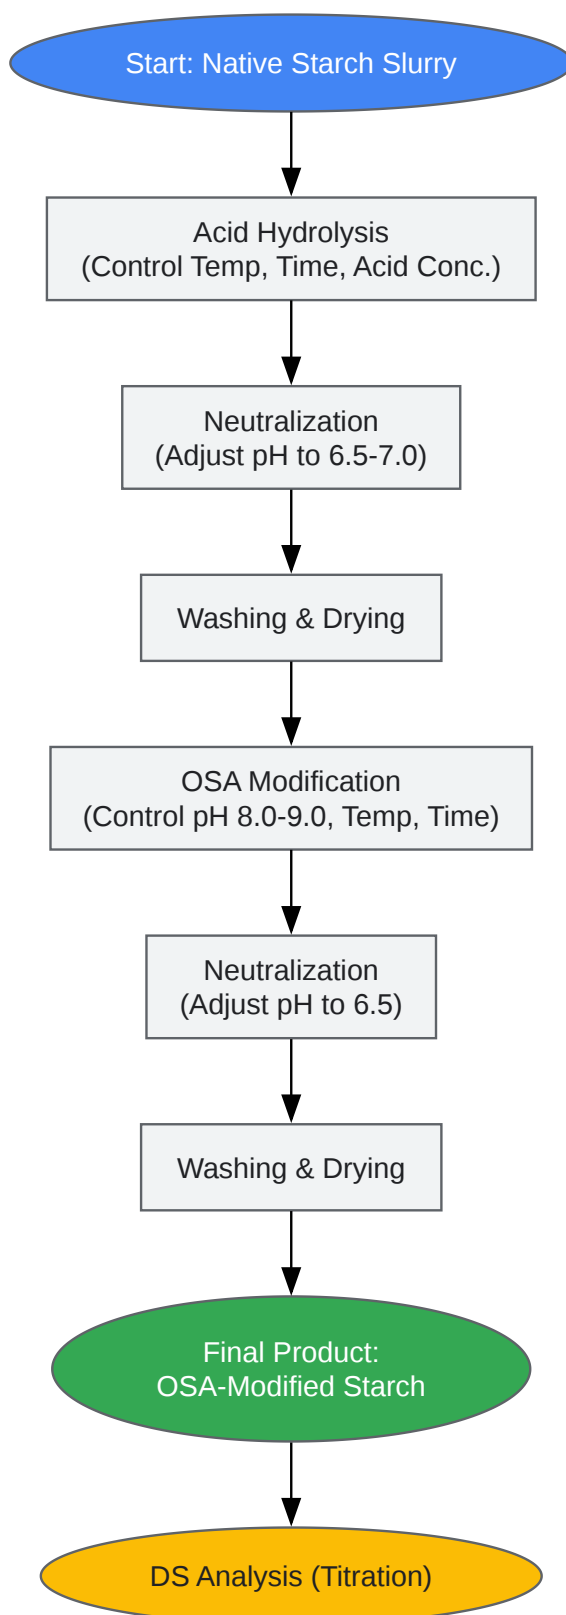 Start: Native Starch Slurry
Acid Hydrolysis
(Control Temp, Time, Acid Conc.)
Neutralization
(Adjust pH to 6.5-7.0)
Washing & Drying
OSA Modification
(Control pH 8.0-9.0, Temp, Time)
Neutralization
(Adjust pH to 6.5)
Washing & Drying
Final Product:
OSA-Modified Starch
DS Analysis (Titration)